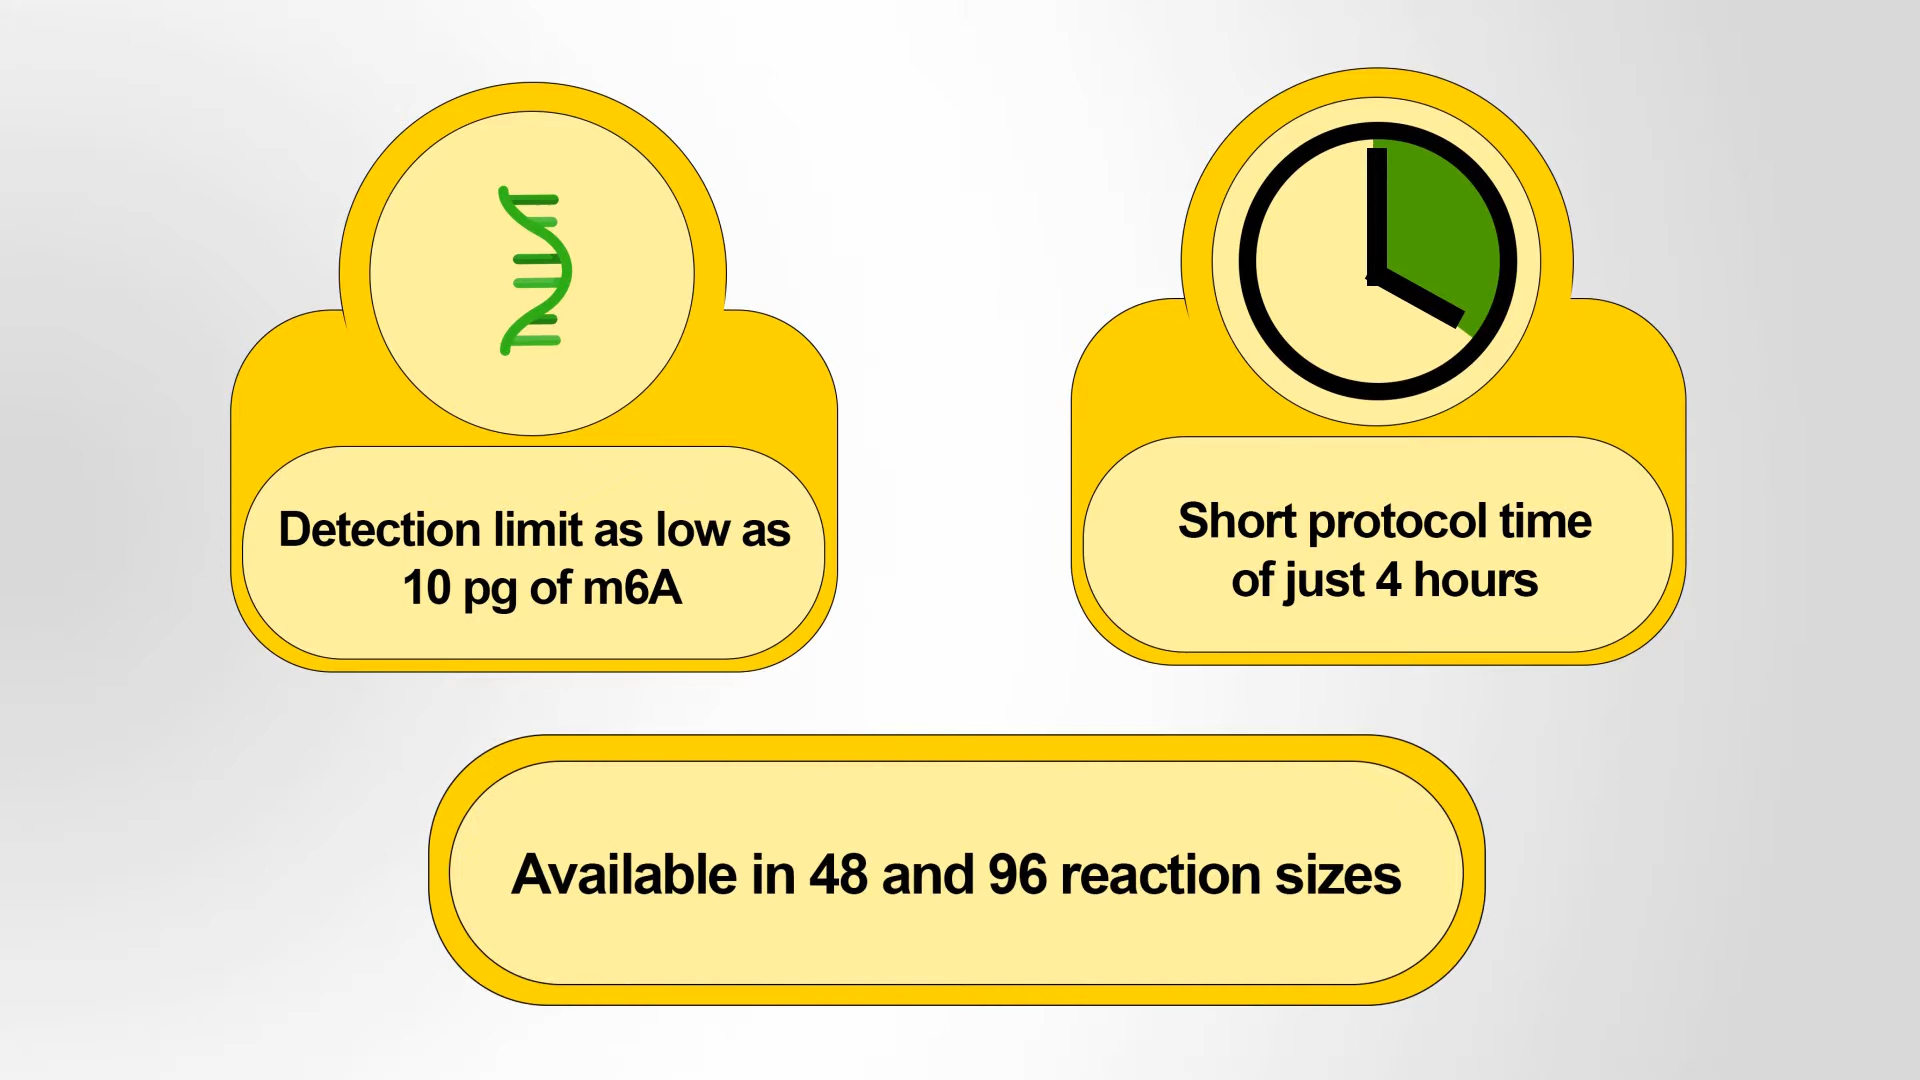 Detection limit as low as
10 pg of m6A
Short protocol time
of just 4 hours
Available in 48 and 96 reaction sizes